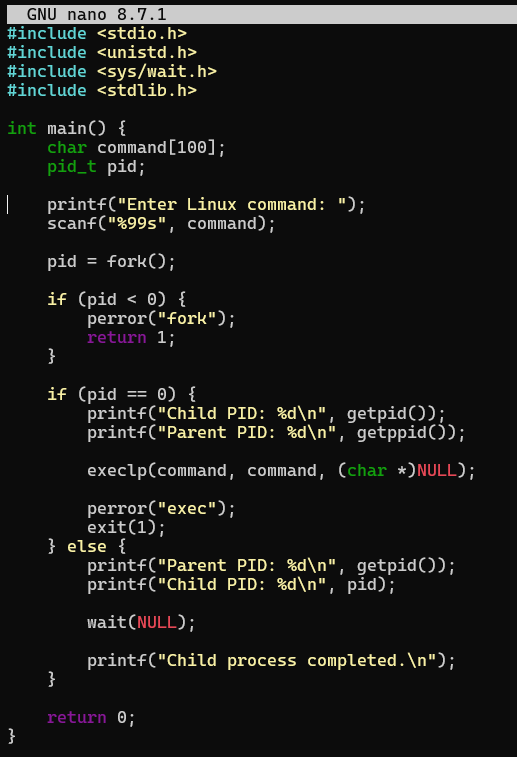 GNU nano 8.7.1
#include <stdio.h>
#include <unistd.h>
#include <sys/wait.h>
#include <stdlib.h>
int main() {
    char command[100];
    pid_t pid;
    printf("Enter Linux command: ");
    scanf("%99s", command);
    pid = fork();
    if (pid < 0) {
        perror("fork");
        return 1;
    }
    if (pid == 0) {
        printf("Child PID: %d\n", getpid());
        printf("Parent PID: %d\n", getppid());
        execlp(command, command, (char *)NULL);
        perror("exec");
        exit(1);
    } else {
        printf("Parent PID: %d\n", getpid());
        printf("Child PID: %d\n", pid);
        wait(NULL);
        printf("Child process completed.\n");
    }
    return 0;
}